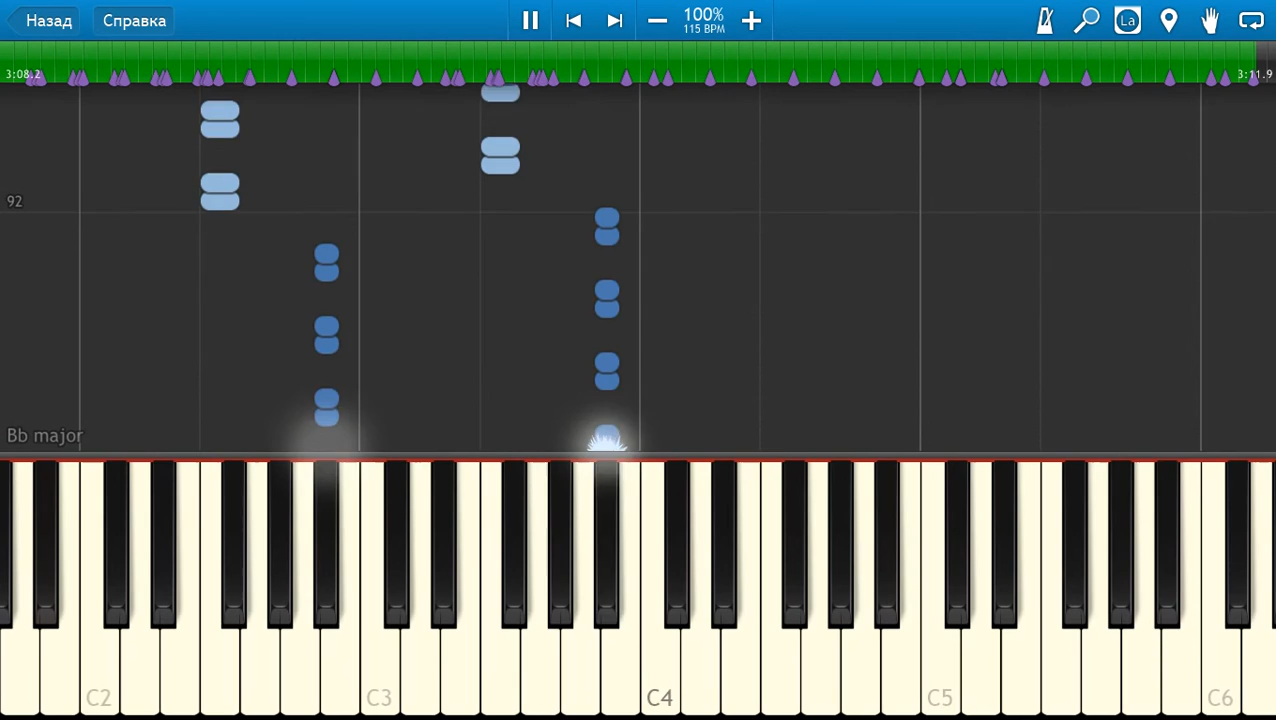 Назад
Справка
100%
115 BPM
La
3:08.2
3:11.9
92
Bb major
C2
C3
C4
C5
C6